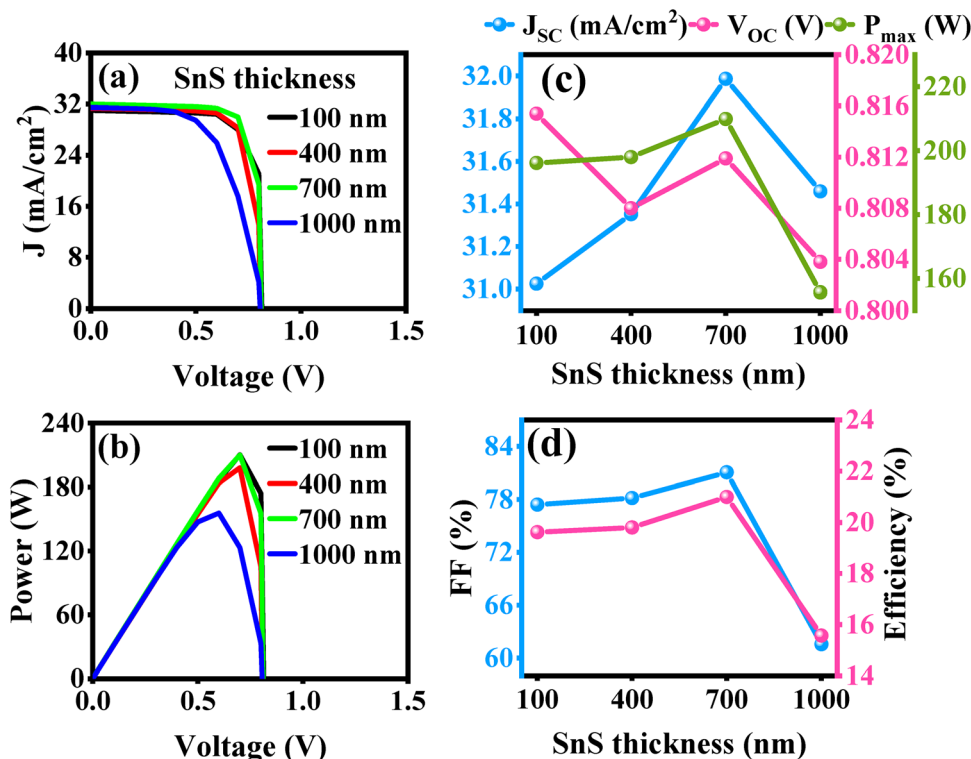 (a)
SnS thickness
100 nm
400 nm
700 nm
1000 nm
40
32
24
16
8
0
J (mA/cm²)
0.0 0.5 1.0 1.5
Voltage (V)
J_SC (mA/cm²) V_OC (V) P_max (W)
(c)
32.0
31.8
31.6
31.4
31.2
31.0
0.820
0.816
0.812
0.808
0.804
0.800
220
200
180
160
100 400 700 1000
SnS thickness (nm)
(b)
100 nm
400 nm
700 nm
1000 nm
240
180
120
60
0
Power (W)
0.0 0.5 1.0 1.5
Voltage (V)
(d)
84
78
72
66
60
FF (%)
24
22
20
18
16
14
Efficiency (%)
100 400 700 1000
SnS thickness (nm)